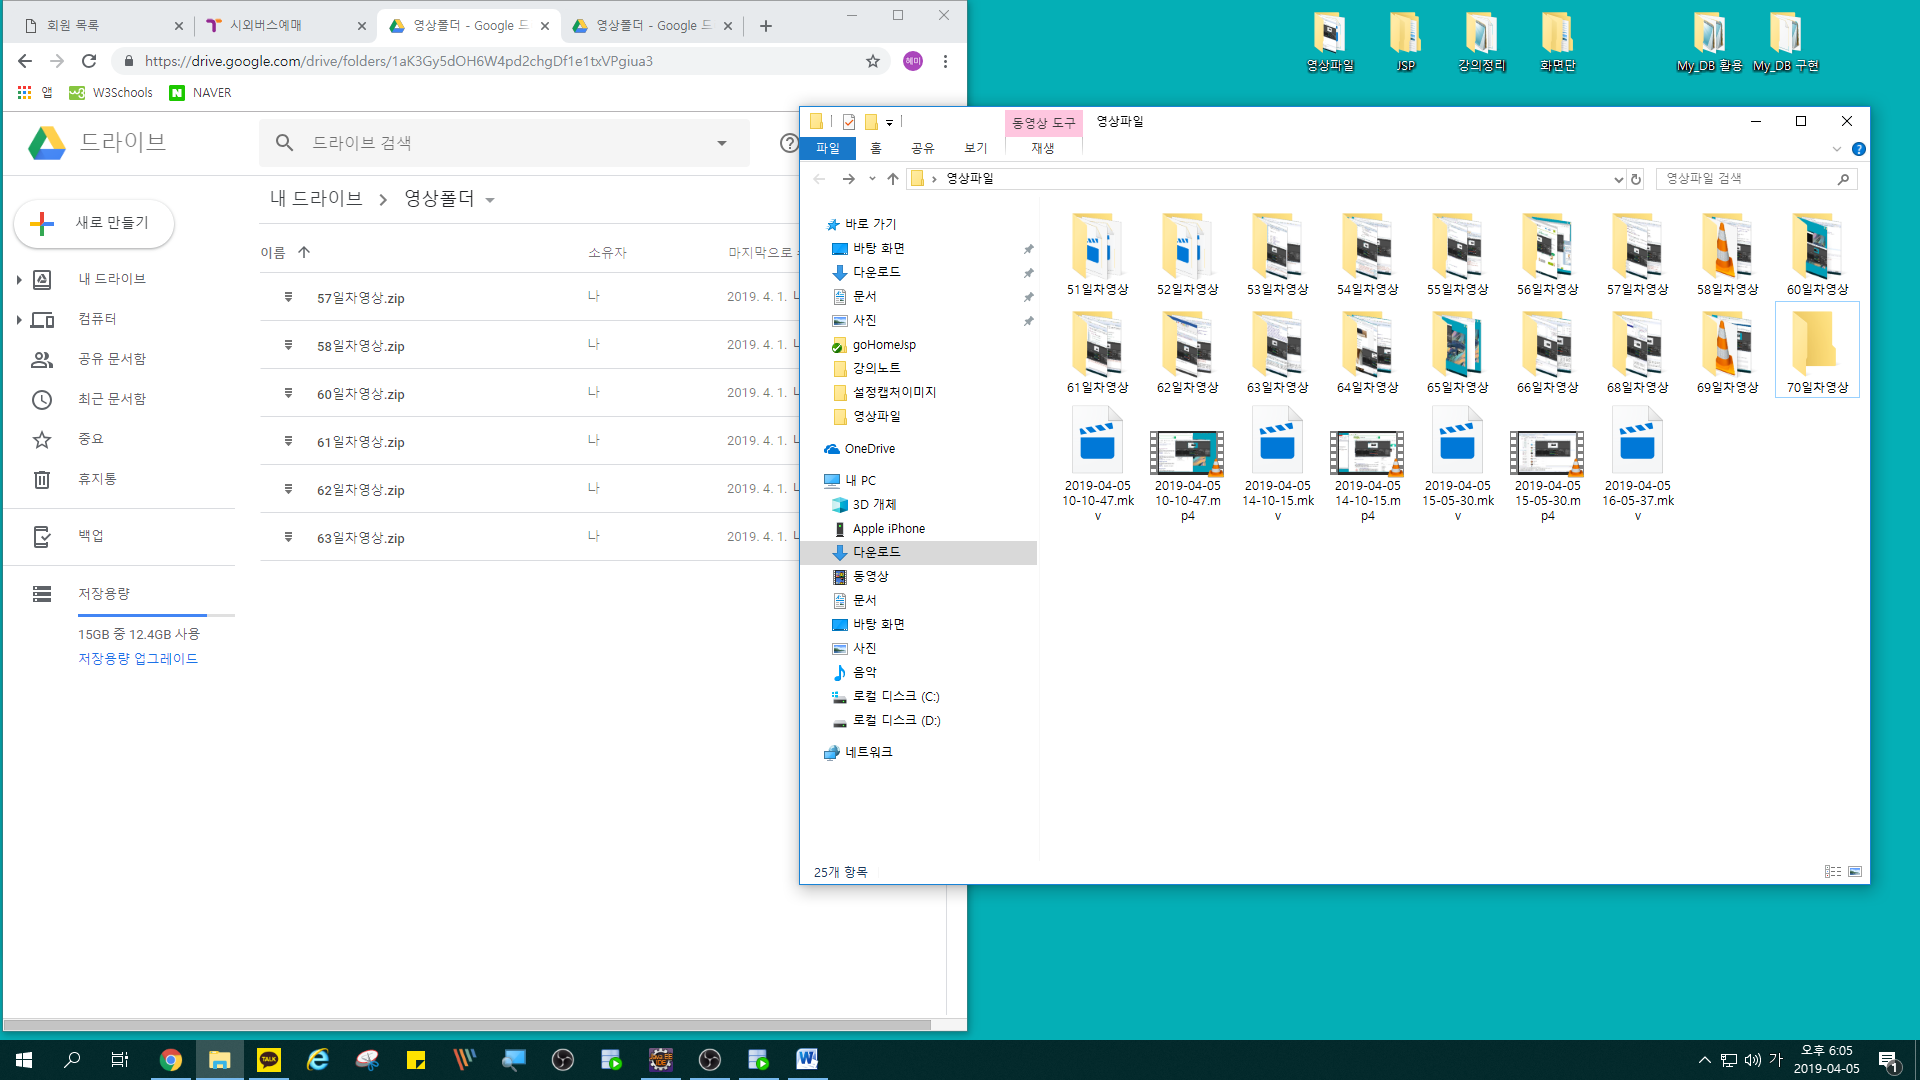 회원 목록
시외버스예매
영상폴더 - Google 드
영상폴더 - Google 드
https://drive.google.com/drive/folders/1aK3Gy5dOH6W4pd2chgDf1e1txVPgiua3
혜미
앱
W3Schools
NAVER
드라이브
드라이브 검색
새로 만들기
내 드라이브
컴퓨터
공유 문서함
최근 문서함
중요
휴지통
백업
저장용량
15GB 중 12.4GB 사용
저장용량 업그레이드
내 드라이브
영상폴더
이름
소유자
마지막으로
57일차영상.zip
나
2019. 4. 1. 나
58일차영상.zip
나
2019. 4. 1. 나
60일차영상.zip
나
2019. 4. 1. 나
61일차영상.zip
나
2019. 4. 1. 나
62일차영상.zip
나
2019. 4. 1. 나
63일차영상.zip
나
2019. 4. 1. 나
영상파일
JSP
강의정리
화면단
My_DB 활용
My_DB 구현
동영상 도구
영상파일
파일
홈
공유
보기
재생
영상파일
영상파일 검색
바로 가기
바탕 화면
다운로드
문서
사진
goHomeJsp
강의노트
설정캡처이미지
영상파일
OneDrive
내 PC
3D 개체
Apple iPhone
다운로드
동영상
문서
바탕 화면
사진
음악
로컬 디스크 (C:)
로컬 디스크 (D:)
네트워크
51일차영상
52일차영상
53일차영상
54일차영상
55일차영상
56일차영상
57일차영상
58일차영상
60일차영상
61일차영상
62일차영상
63일차영상
64일차영상
65일차영상
66일차영상
68일차영상
69일차영상
70일차영상
2019-04-05
10-10-47.mk
v
2019-04-05
10-10-47.m
p4
2019-04-05
14-10-15.mk
v
2019-04-05
14-10-15.m
p4
2019-04-05
15-05-30.mk
v
2019-04-05
15-05-30.m
p4
2019-04-05
16-05-37.mk
v
25개 항목
TALK
가
오후 6:05
2019-04-05
1